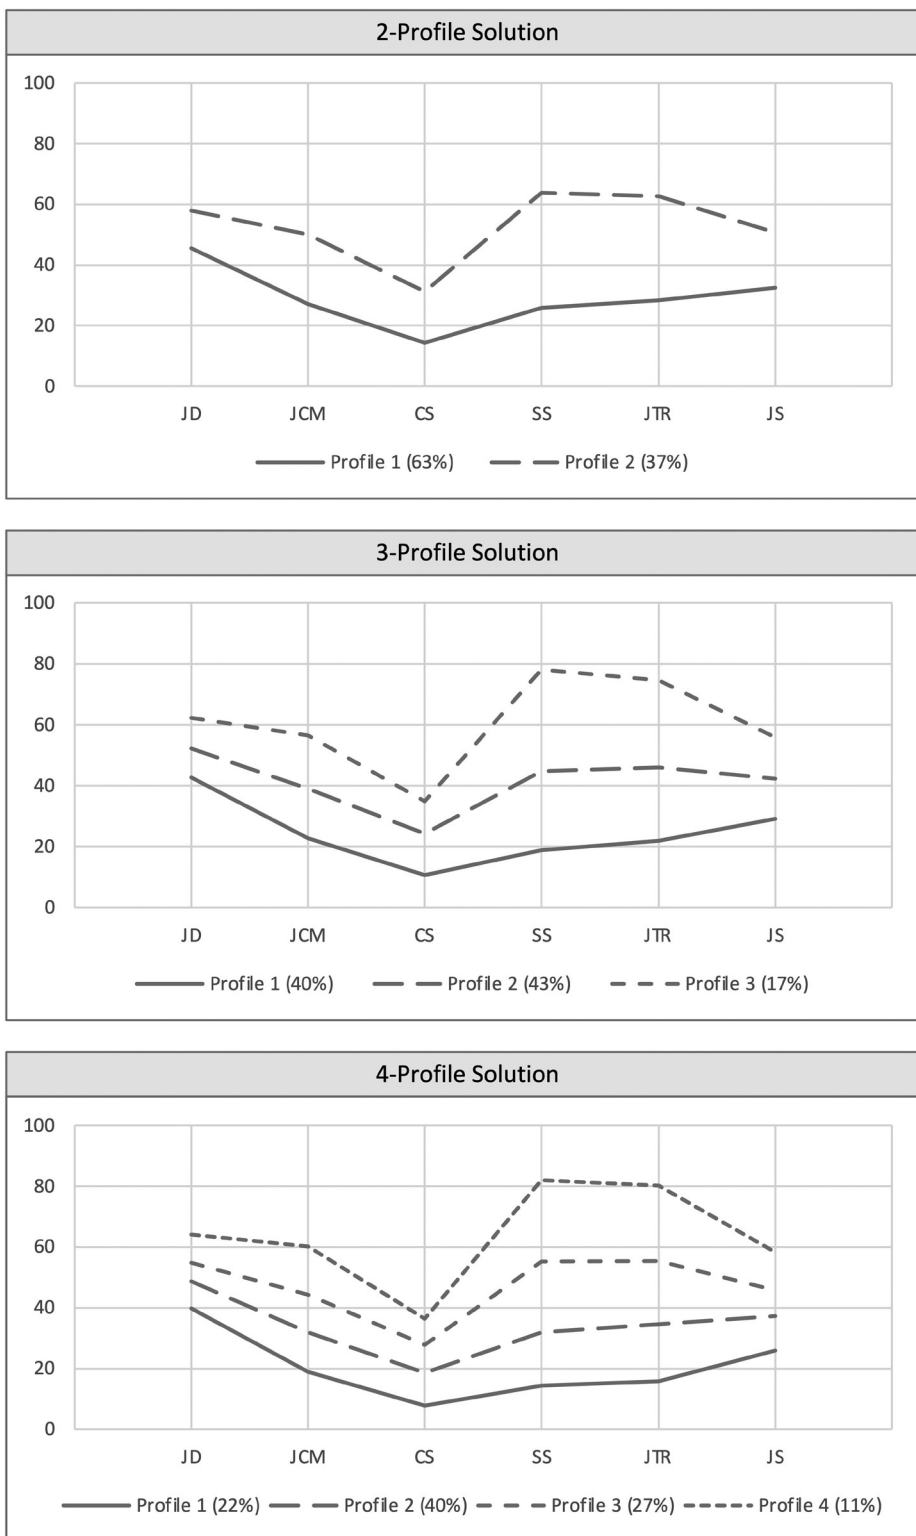 2-Profile Solution
100
80
60
40
20
0
JD JCM CS SS JTR JS
Profile 1 (63%) Profile 2 (37%)
3-Profile Solution
100
80
60
40
20
0
JD JCM CS SS JTR JS
Profile 1 (40%) Profile 2 (43%) Profile 3 (17%)
4-Profile Solution
100
80
60
40
20
0
JD JCM CS SS JTR JS
Profile 1 (22%) Profile 2 (40%) Profile 3 (27%) Profile 4 (11%)